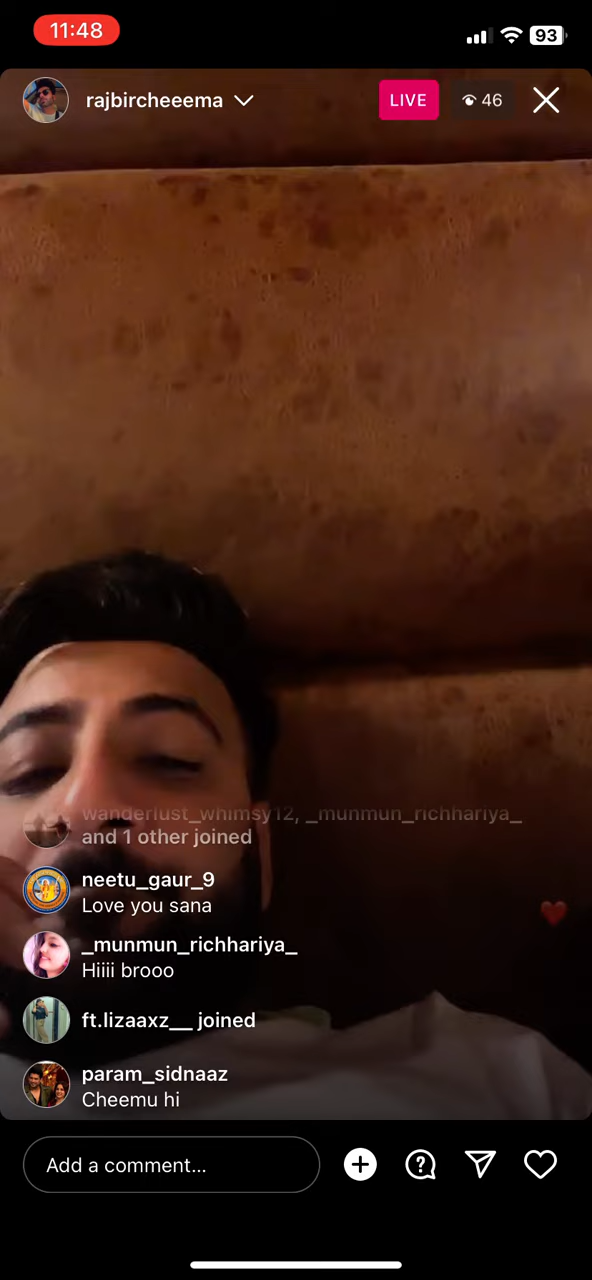 11:48
93
rajbircheeema
LIVE
46
wanderlust_whimsy12, _munmun_richhariya_
and 1 other joined
neetu_gaur_9
Love you sana
_munmun_richhariya_
Hiiii brooo
ft.lizaaxz__ joined
param_sidnaaz
Cheemu hi
Add a comment...